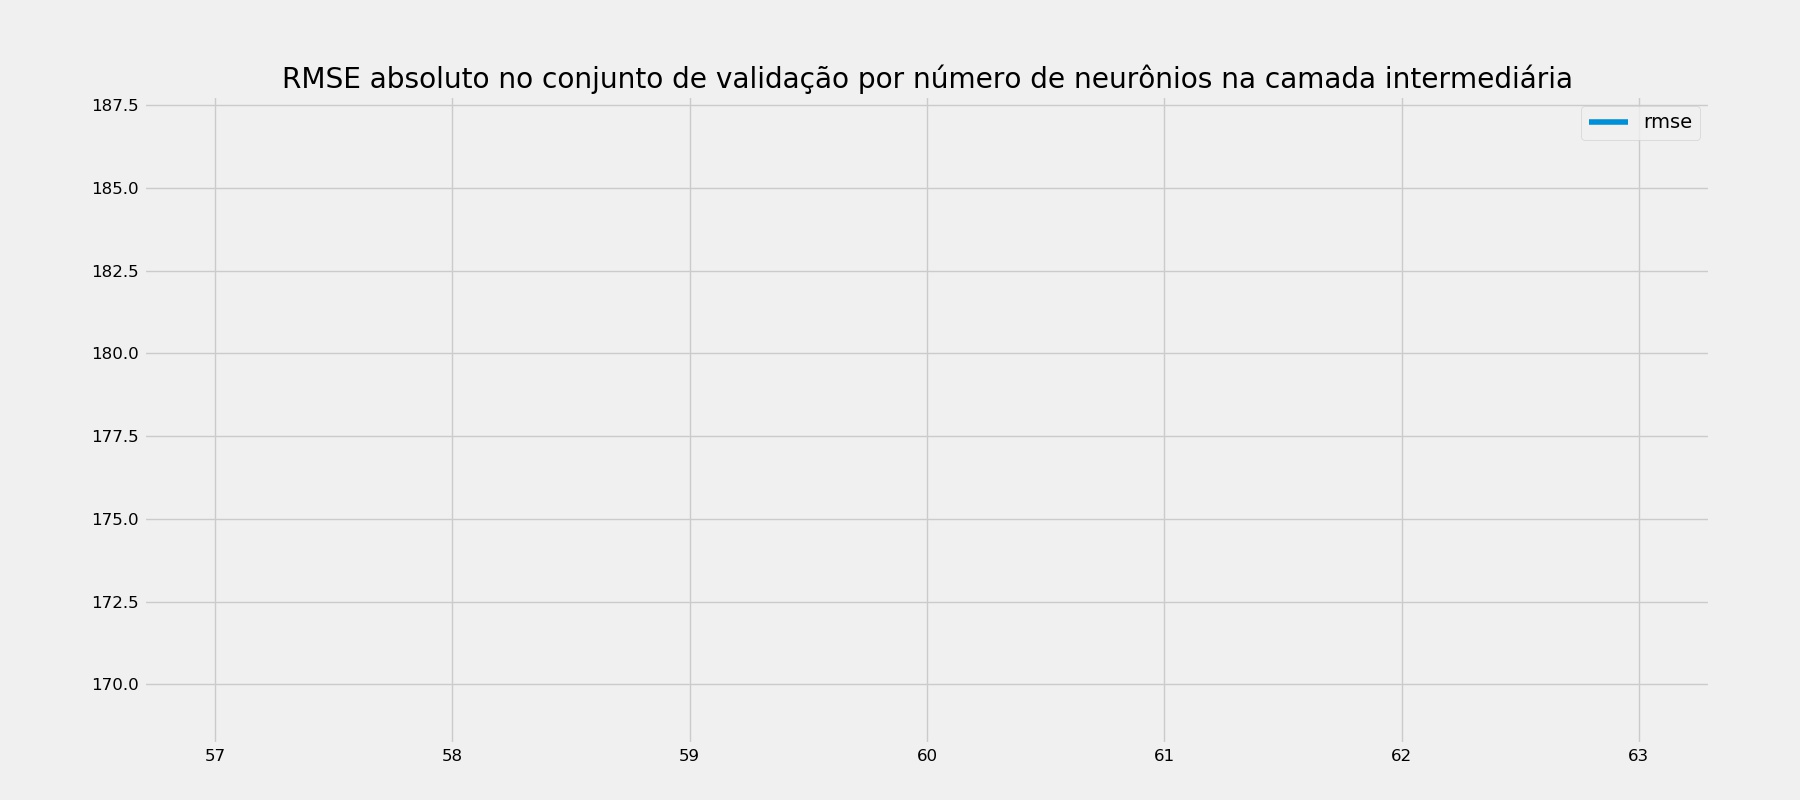 RMSE absoluto no conjunto de validação por número de neurônios na camada intermediária
187.5
rmse
185.0
182.5
180.0
177.5
175.0
172.5
170.0
57 58 59 60 61 62 63